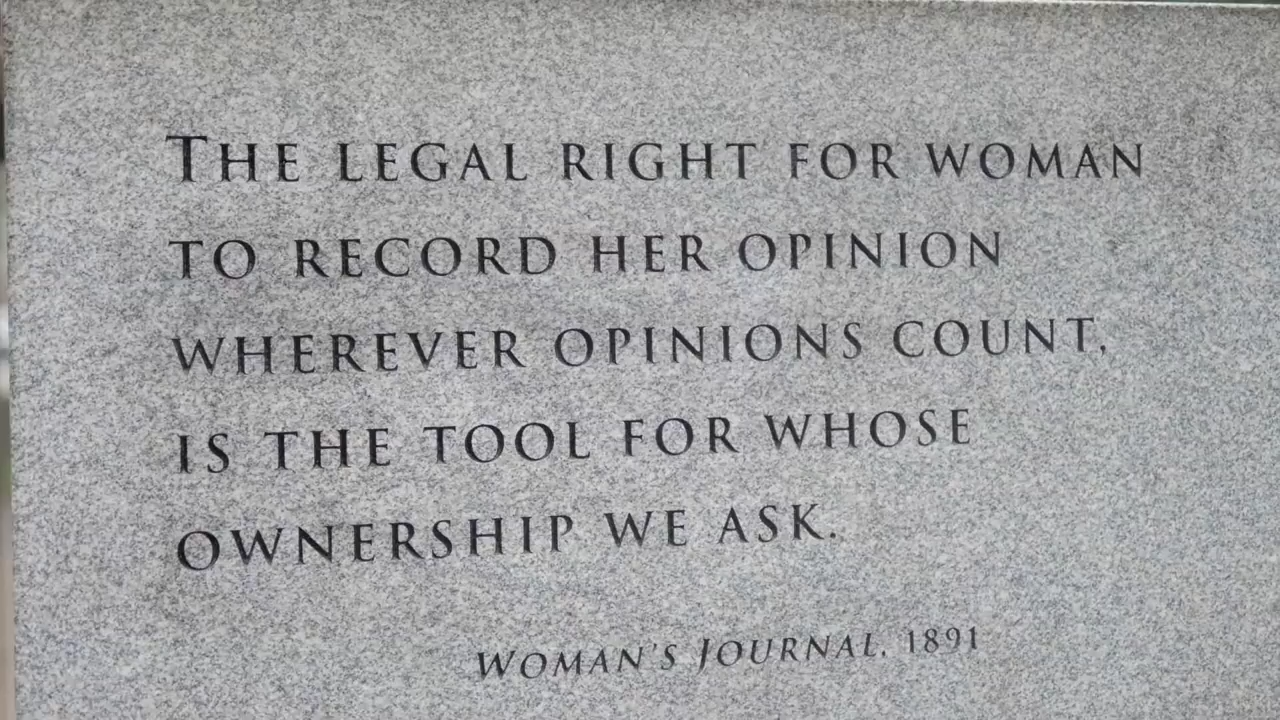 THE LEGAL RIGHT FOR WOMAN
TO RECORD HER OPINION
WHEREVER OPINIONS COUNT,
IS THE TOOL FOR WHOSE
OWNERSHIP WE ASK.
WOMAN'S JOURNAL, 1891